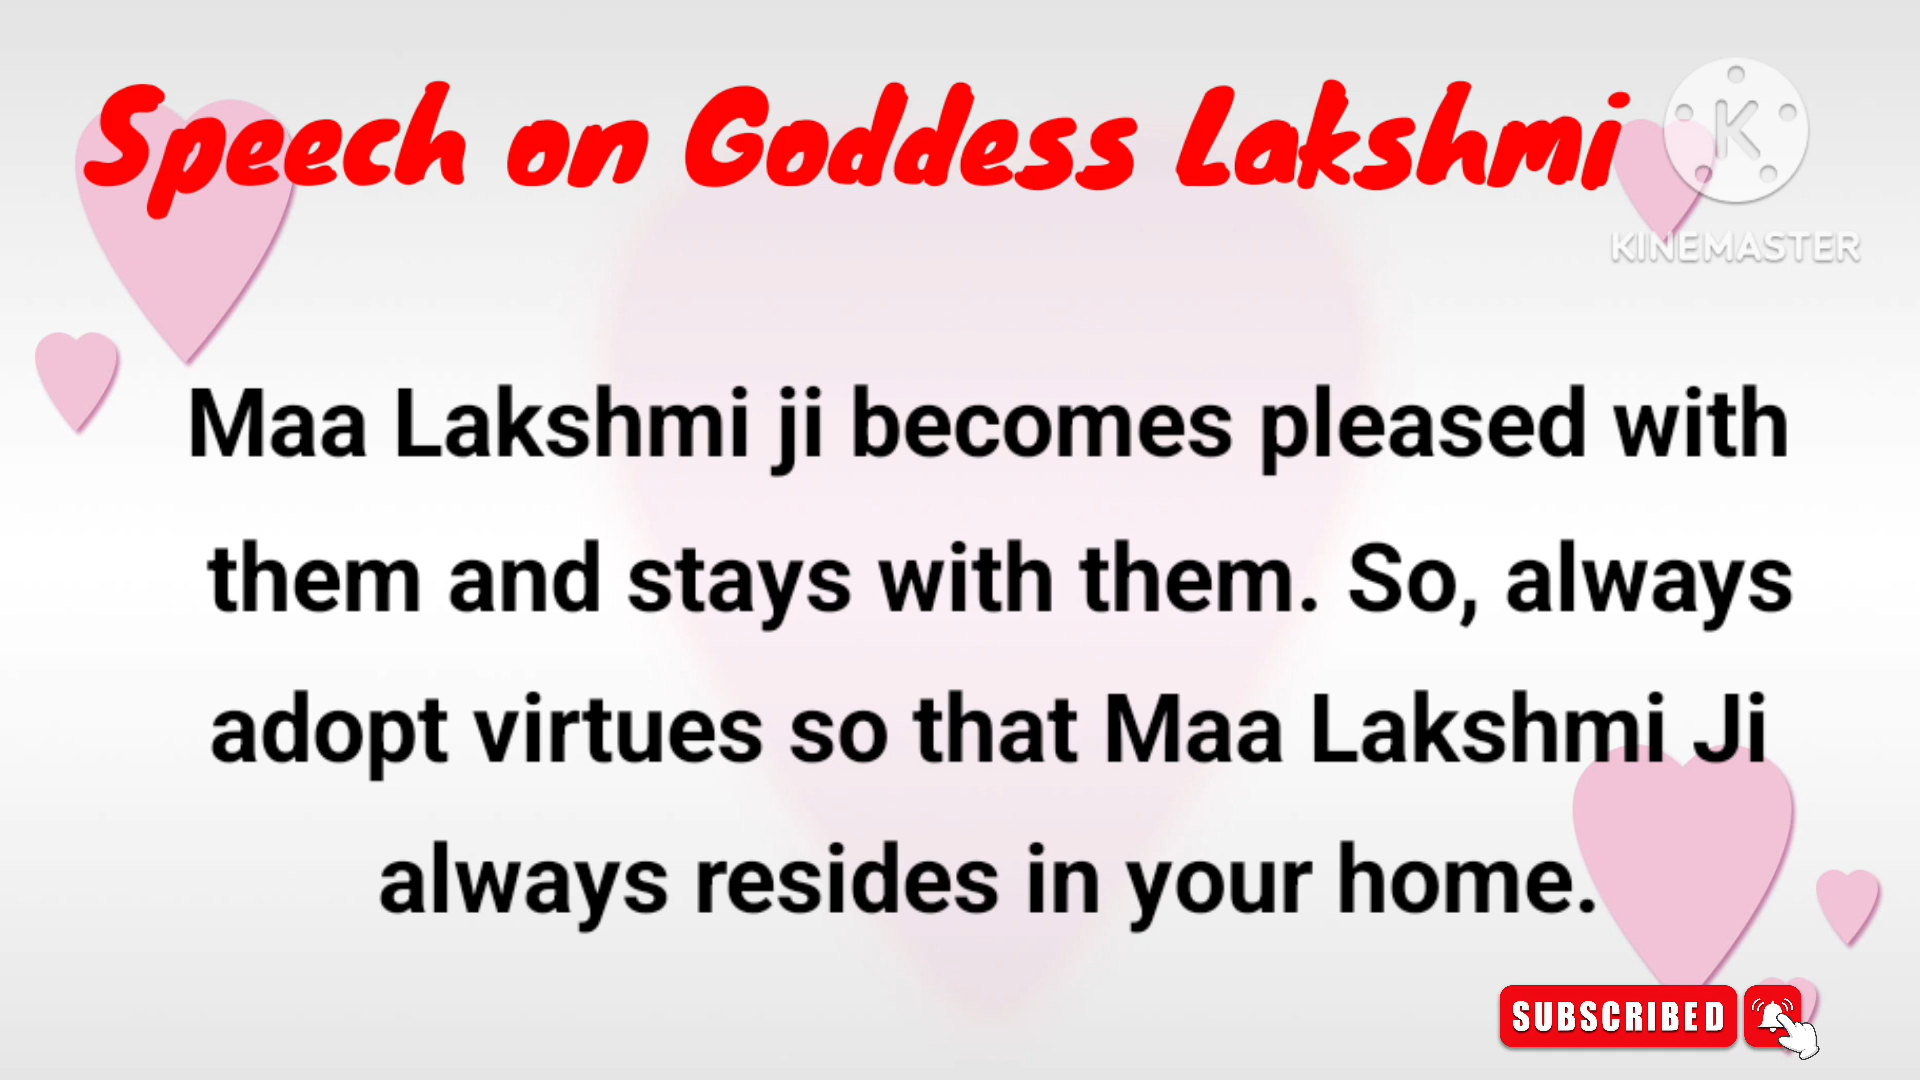 Speech on Goddess Lakshmi
K
KINEMASTER
Maa Lakshmi ji becomes pleased with
them and stays with them. So, always
adopt virtues so that Maa Lakshmi Ji
always resides in your home.
SUBSCRIBED